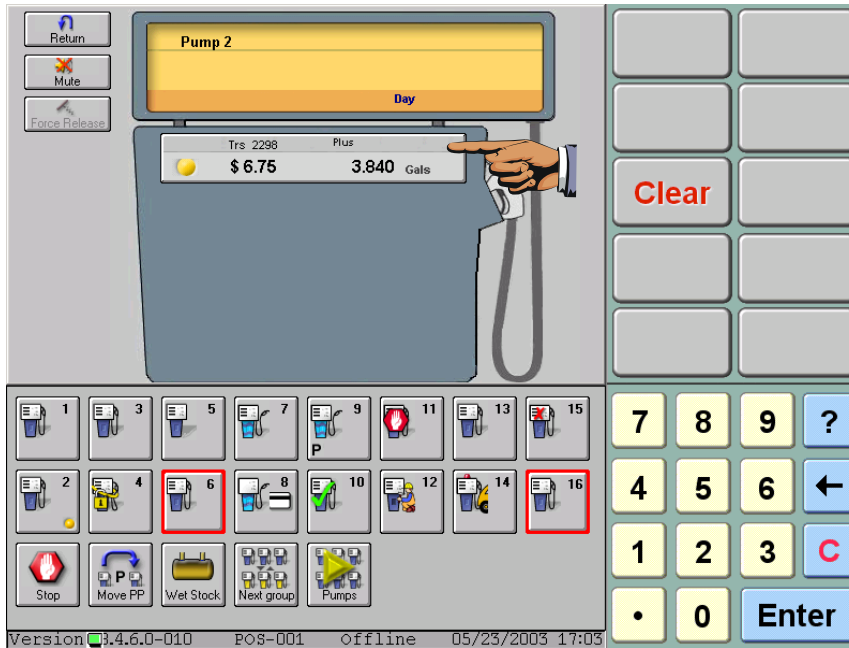 Return
Mute
Force Release
Pump 2
Day
Trs 2298 Plus
$ 6.75 3.840 Gals
Clear
1 3 5 7 9 11 13 15
P
2 4 6 8 10 12 14 16
P
Stop Move PP Wet Stock Next group Pumps
7 8 9 ?
4 5 6 ←
1 2 3 C
• 0 Enter
Version 3.4.6.0-010 POS-001 Offline 05/23/2003 17:03